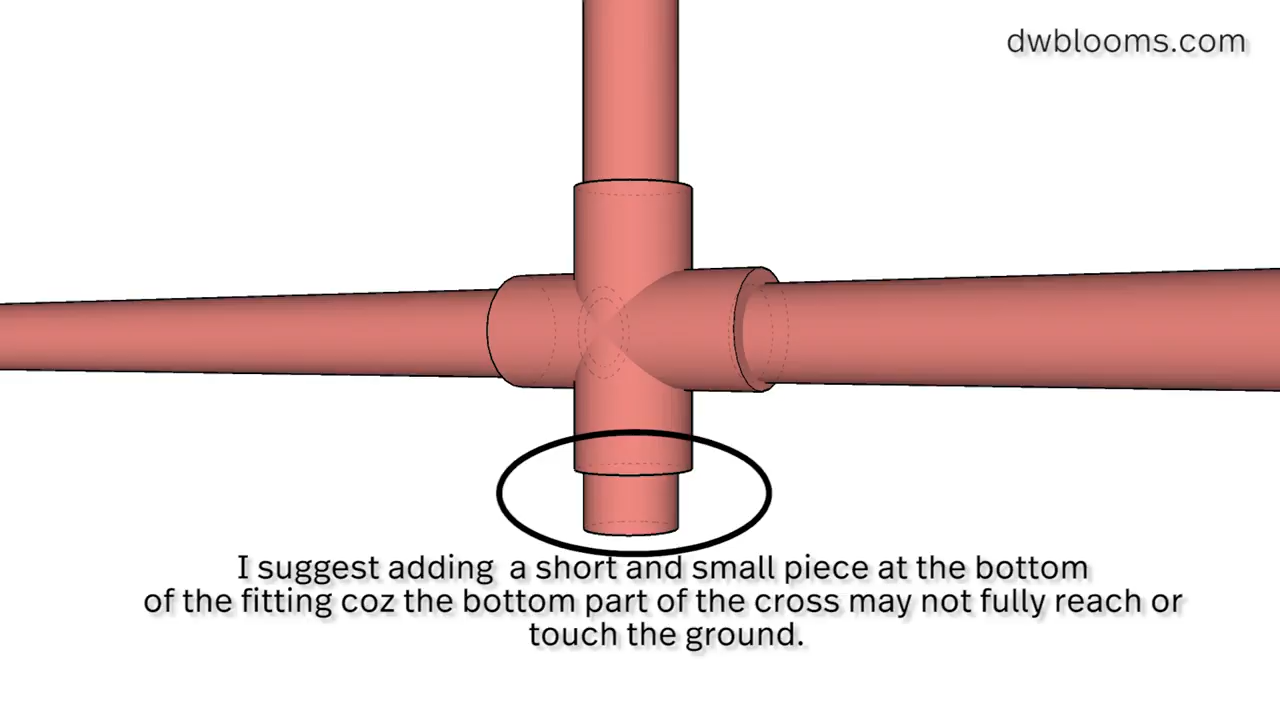 dwblooms.com
I suggest adding  a short and small piece at the bottom
of the fitting coz the bottom part of the cross may not fully reach or
touch the ground.